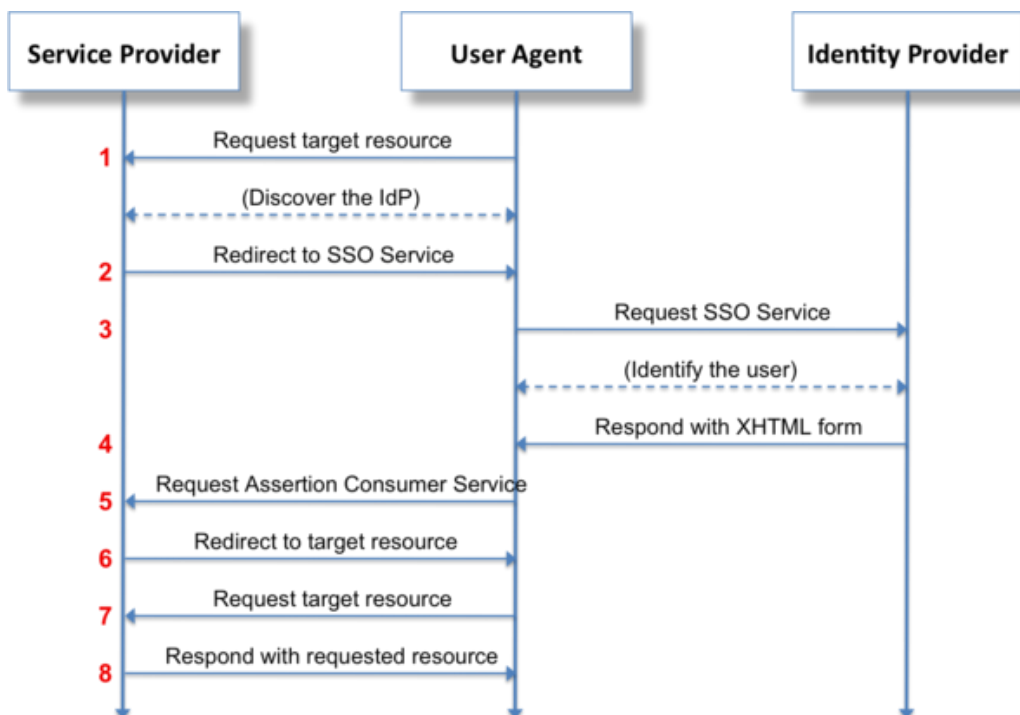 Service Provider
User Agent
Identity Provider
1
Request target resource
(Discover the IdP)
2
Redirect to SSO Service
3
Request SSO Service
(Identify the user)
4
Respond with XHTML form
5
Request Assertion Consumer Service
6
Redirect to target resource
7
Request target resource
8
Respond with requested resource